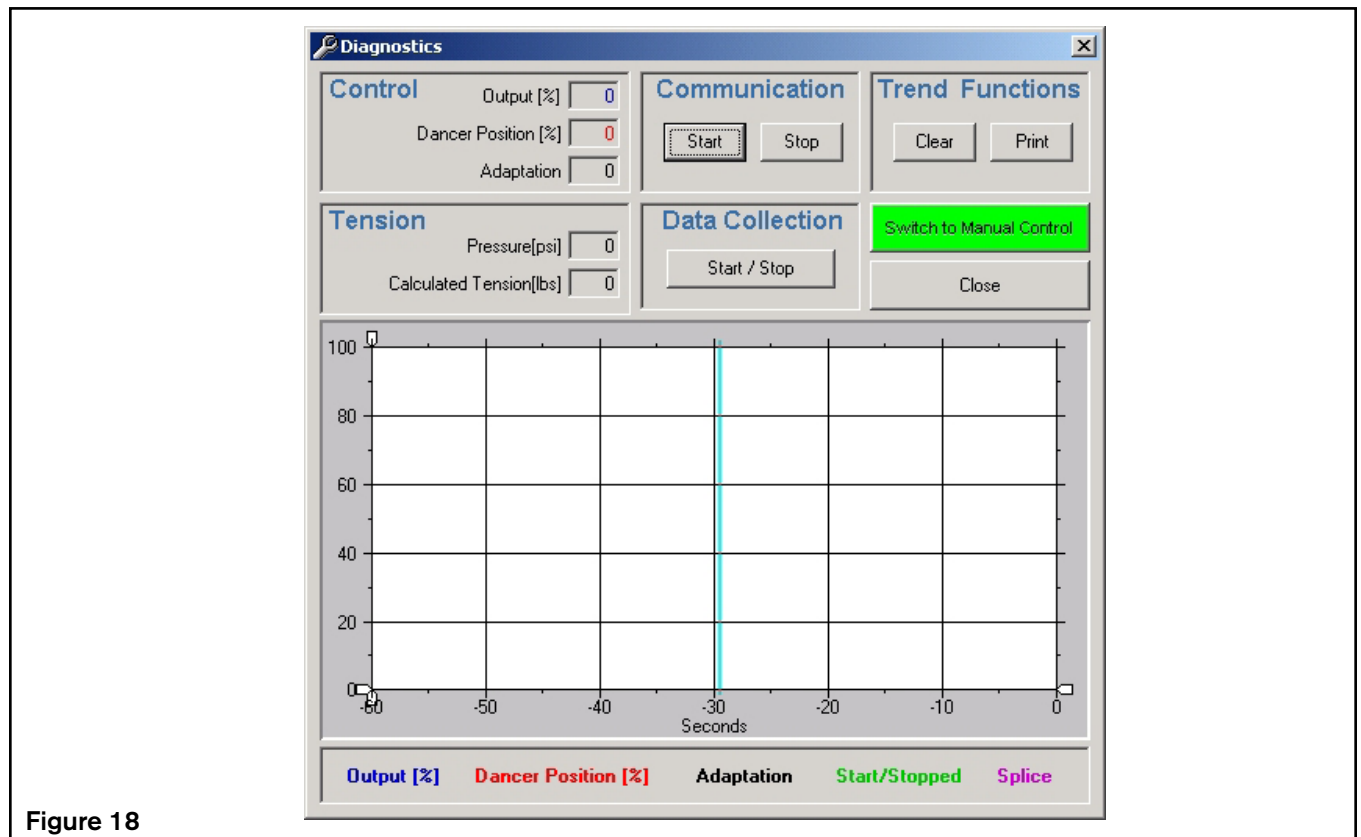 Diagnostics
Control
Output [%] 0
Dancer Position [%] 0
Adaptation 0
Communication
Start Stop
Trend Functions
Clear Print
Tension
Pressure[psi] 0
Calculated Tension[lbs] 0
Data Collection
Start / Stop
Switch to Manual Control
Close
100
80
60
40
20
0
-60 -50 -40 -30 -20 -10 0
Seconds
Output [%] Dancer Position [%] Adaptation Start/Stopped Splice
Figure 18